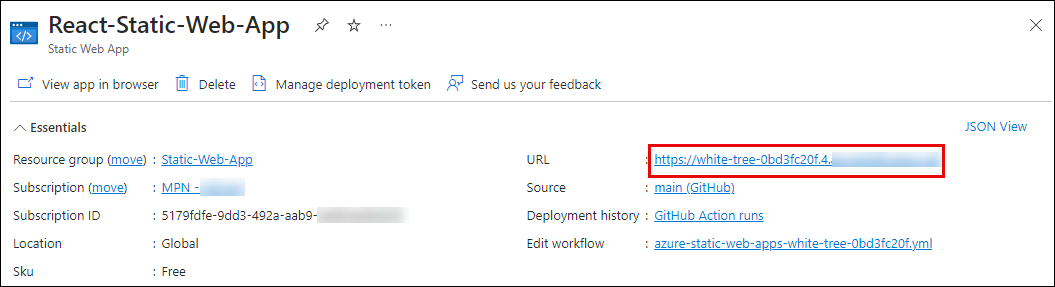 React-Static-Web-App
Static Web App
View app in browser Delete Manage deployment token Send us your feedback
Essentials JSON View
Resource group (move) : Static-Web-App
Subscription (move) : MPN -
Subscription ID : 5179fdfe-9dd3-492a-aab9-
Location : Global
Sku : Free
URL : https://white-tree-0bd3fc20f.4.
Source : main (GitHub)
Deployment history : GitHub Action runs
Edit workflow : azure-static-web-apps-white-tree-0bd3fc20f.yml